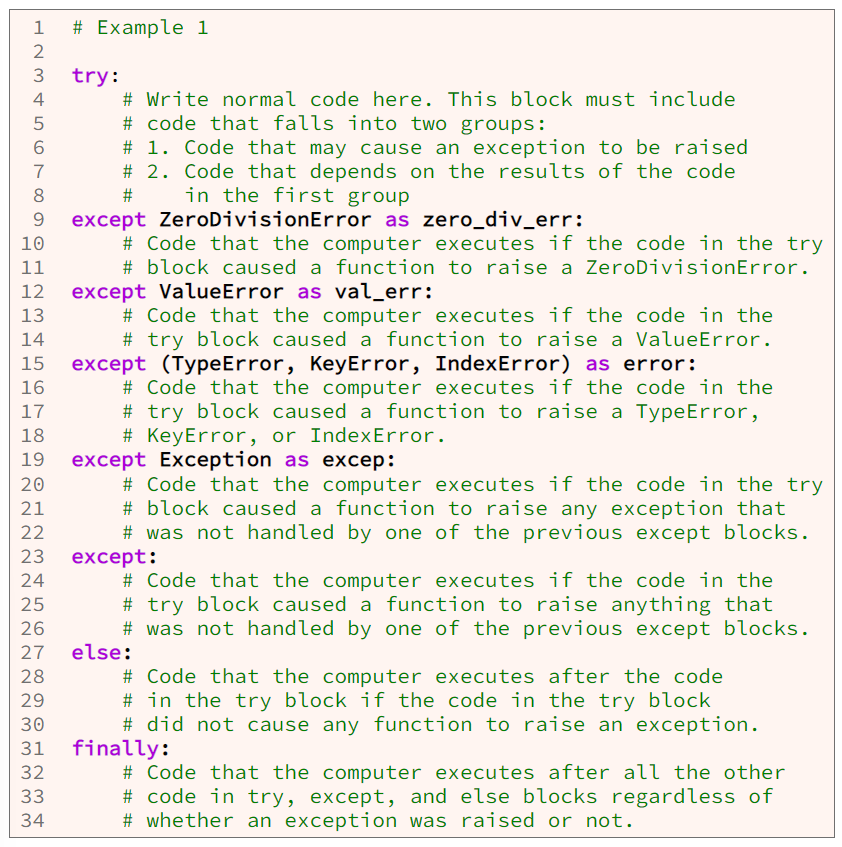 1 # Example 1
2
3 try:
4     # Write normal code here. This block must include
5     # code that falls into two groups:
6     # 1. Code that may cause an exception to be raised
7     # 2. Code that depends on the results of the code
8     #    in the first group
9 except ZeroDivisionError as zero_div_err:
10     # Code that the computer executes if the code in the try
11     # block caused a function to raise a ZeroDivisionError.
12 except ValueError as val_err:
13     # Code that the computer executes if the code in the
14     # try block caused a function to raise a ValueError.
15 except (TypeError, KeyError, IndexError) as error:
16     # Code that the computer executes if the code in the
17     # try block caused a function to raise a TypeError,
18     # KeyError, or IndexError.
19 except Exception as excep:
20     # Code that the computer executes if the code in the try
21     # block caused a function to raise any exception that
22     # was not handled by one of the previous except blocks.
23 except:
24     # Code that the computer executes if the code in the
25     # try block caused a function to raise anything that
26     # was not handled by one of the previous except blocks.
27 else:
28     # Code that the computer executes after the code
29     # in the try block if the code in the try block
30     # did not cause any function to raise an exception.
31 finally:
32     # Code that the computer executes after all the other
33     # code in try, except, and else blocks regardless of
34     # whether an exception was raised or not.